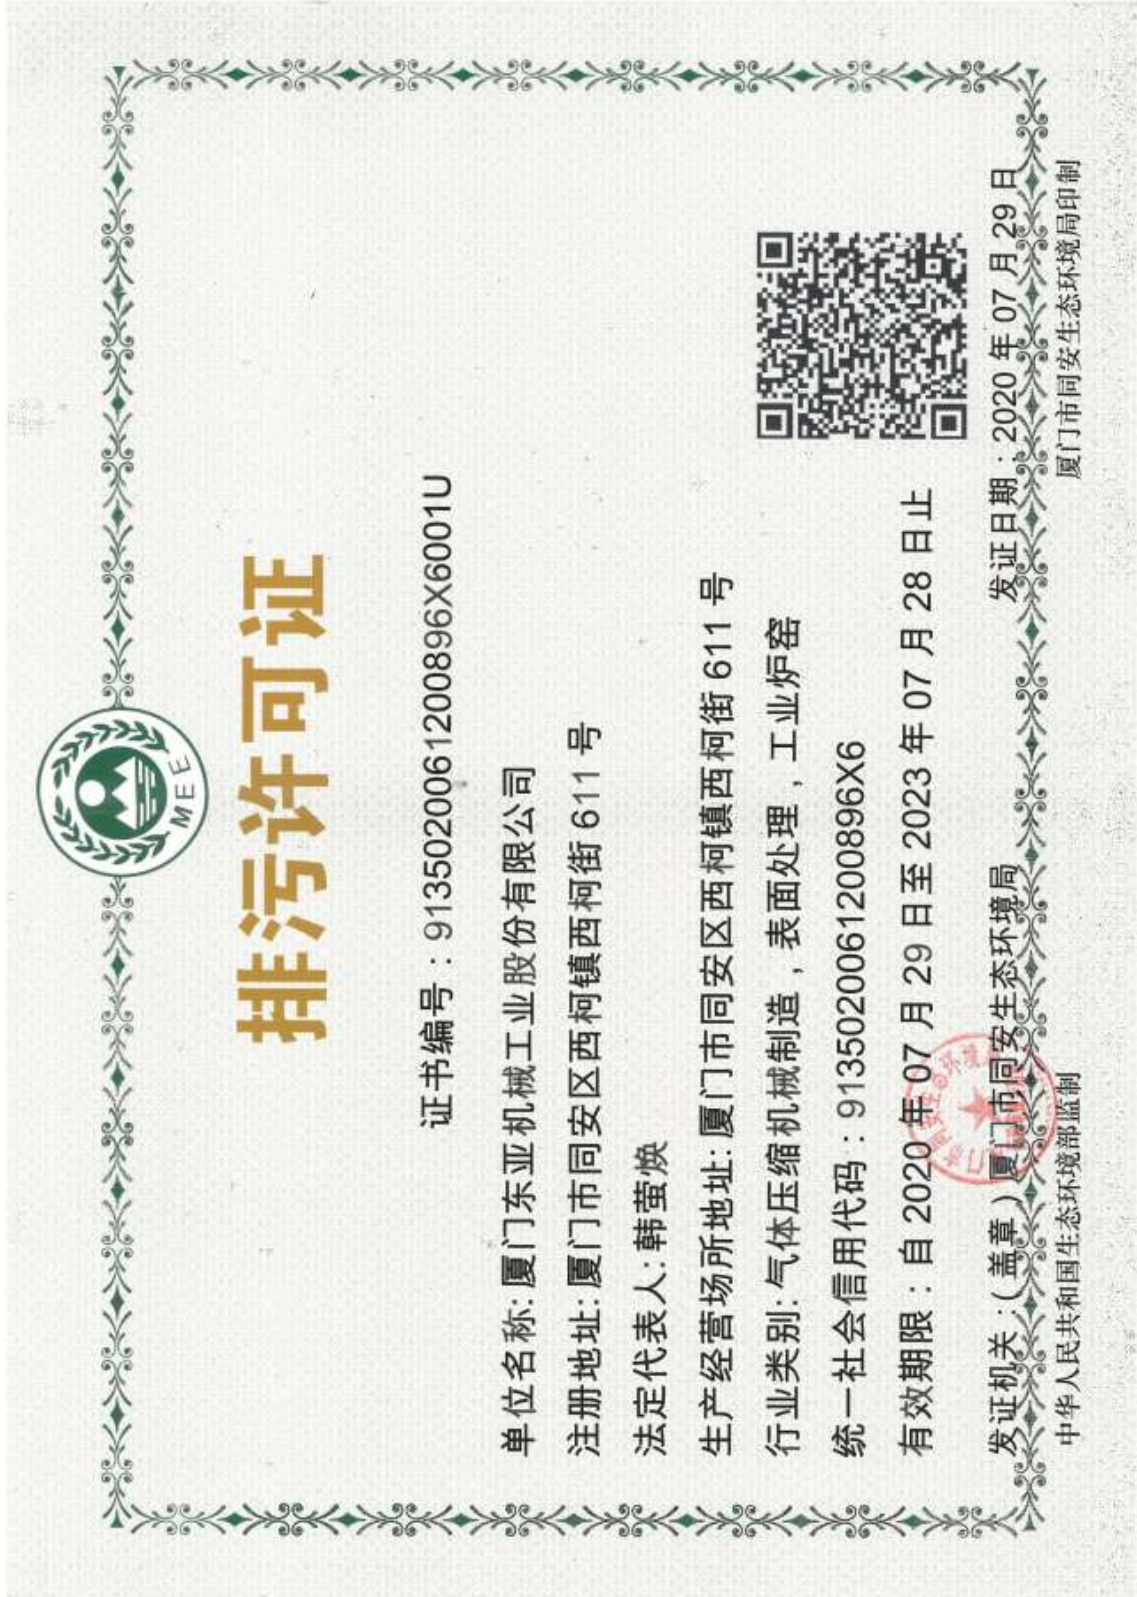 MEE
排污许可证
证书编号：9135020061200896X6001U
单位名称:厦门东亚机械工业股份有限公司
注册地址:厦门市同安区西柯镇西柯街 611 号
法定代表人:韩萤焕
生产经营场所地址:厦门市同安区西柯镇西柯街 611 号
行业类别:气体压缩机械制造，表面处理，工业炉窑
统一社会信用代码：91350200612008​96X6
有效期限：自 2020 年 07 月 29 日至 2023 年 07 月 28 日止
发证机关：（盖章）厦门市同安生态环境局
发证日期：2020 年 07 月 29 日
中华人民共和国生态环境部监制
厦门市同安生态环境局印制